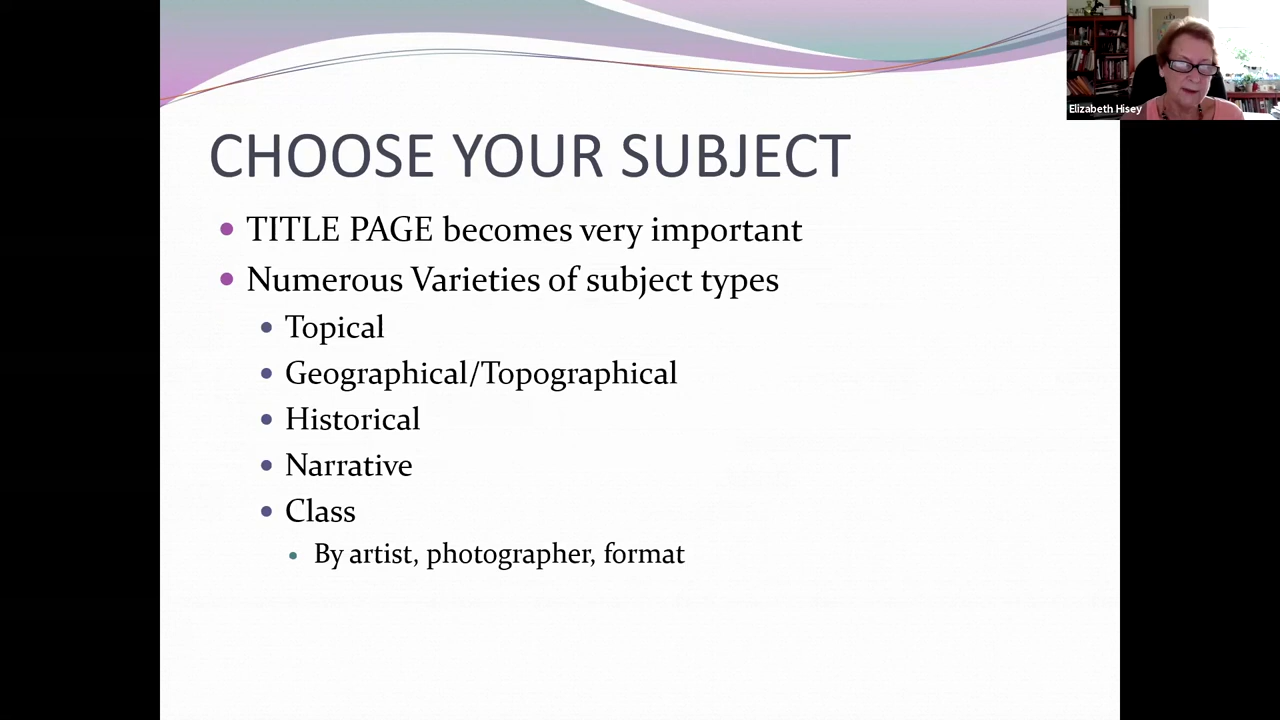 Elizabeth Hisey
CHOOSE YOUR SUBJECT
TITLE PAGE becomes very important
Numerous Varieties of subject types
Topical
Geographical/Topographical
Historical
Narrative
Class
By artist, photographer, format